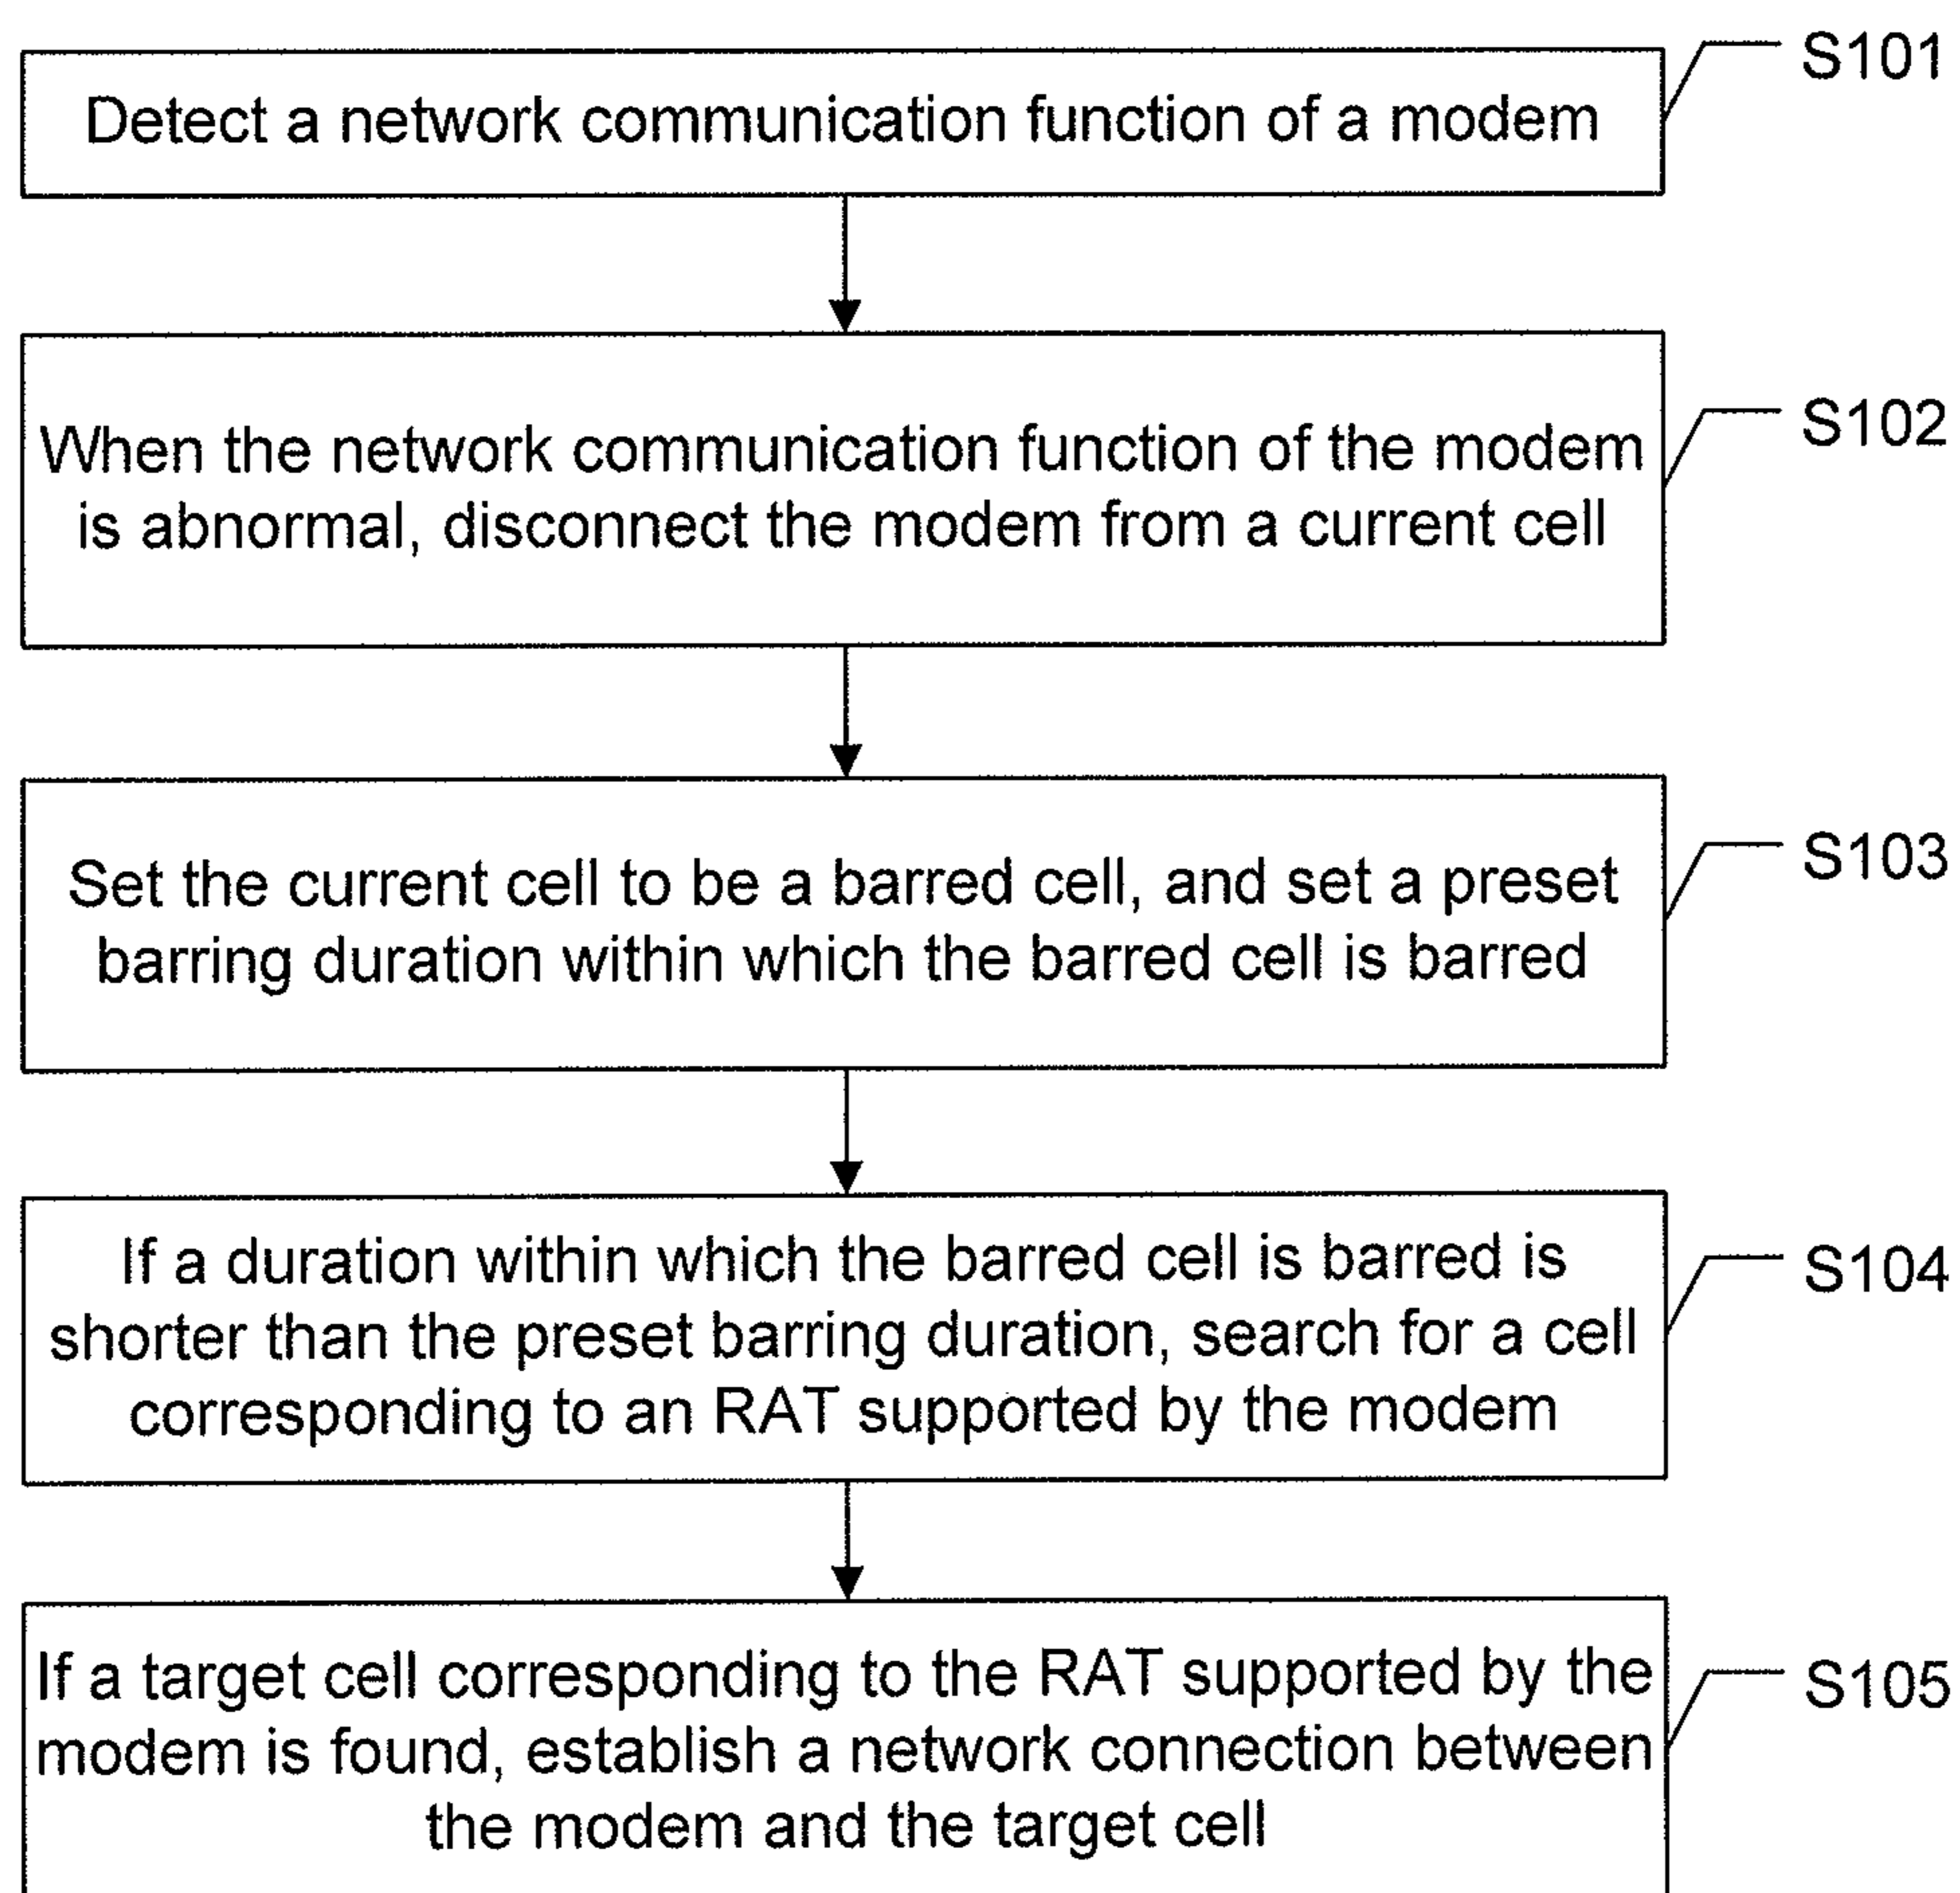 S101
Detect a network communication function of a modem
S102
When the network communication function of the modem
is abnormal, disconnect the modem from a current cell
S103
Set the current cell to be a barred cell, and set a preset
barring duration within which the barred cell is barred
S104
If a duration within which the barred cell is barred is
shorter than the preset barring duration, search for a cell
corresponding to an RAT supported by the modem
S105
If a target cell corresponding to the RAT supported by the
modem is found, establish a network connection between
the modem and the target cell